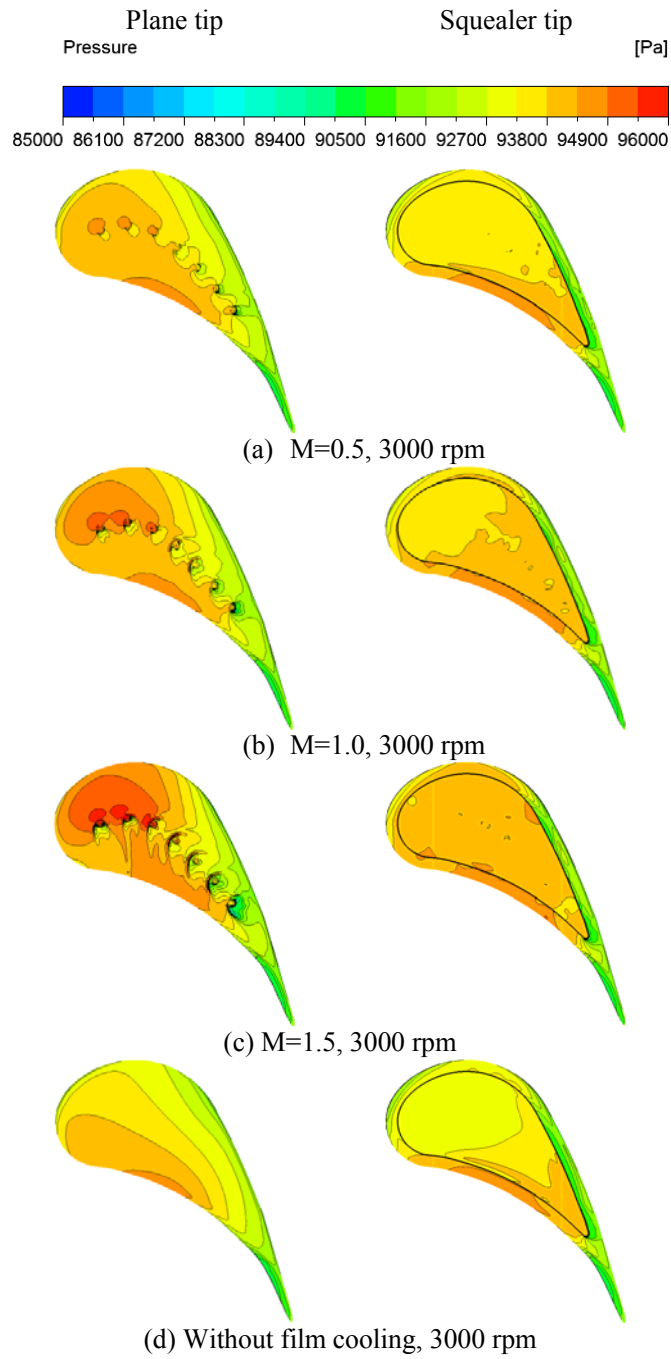 Plane tip Squealer tip
Pressure [Pa]
85000 86100 87200 88300 89400 90500 91600 92700 93800 94900 96000
(a) M=0.5, 3000 rpm
(b) M=1.0, 3000 rpm
(c) M=1.5, 3000 rpm
(d) Without film cooling, 3000 rpm